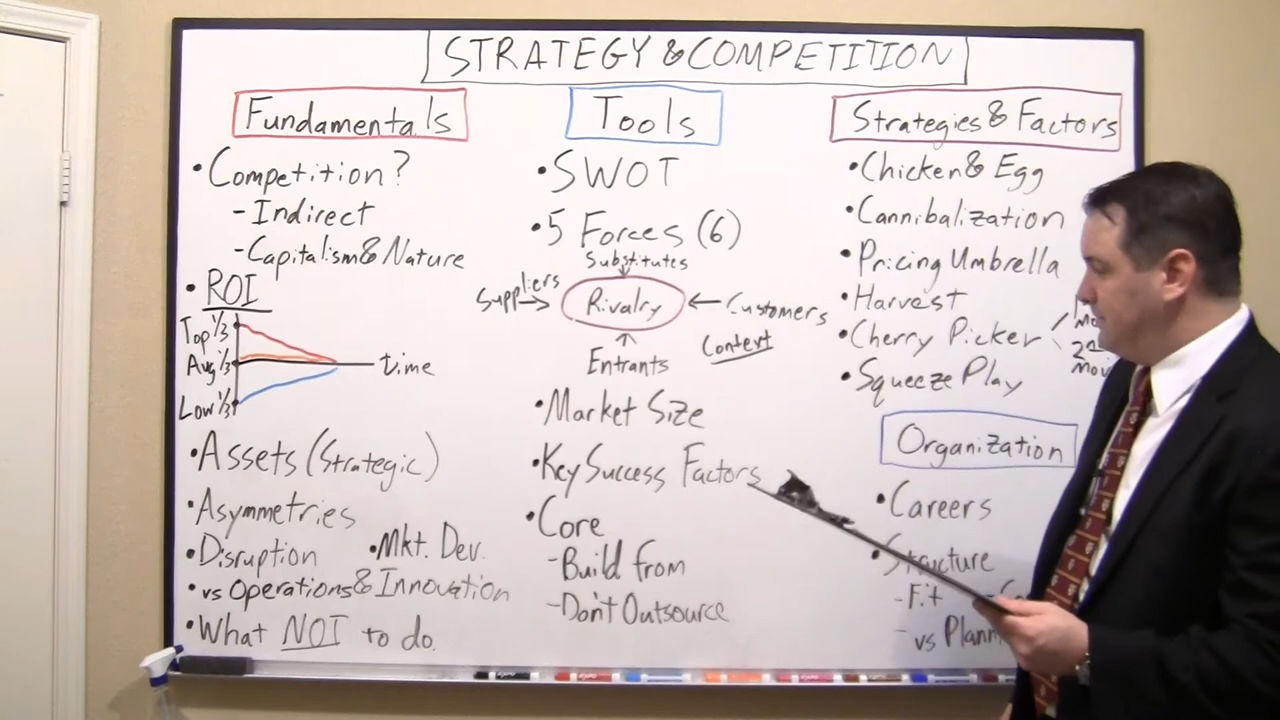 STRATEGY & COMPETITION
Fundamentals
• Competition?
- Indirect
- Capitalism & Nature
• ROI
Top 1/3
Avg 1/3
Low 1/3
time
• Assets (Strategic)
• Asymmetries
• Disruption • Mkt. Dev.
• vs Operations & Innovation
• What NOT to do.
Tools
• SWOT
• 5 Forces (6)
Substitutes
Suppliers
Rivalry
Customers
Entrants
Context
• Market Size
• Key Success Factors
• Core
- Build from
- Don't Outsource
Strategies & Factors
• Chicken & Egg
• Cannibalization
• Pricing Umbrella
• Harvest
• Cherry Picker
• Squeeze Play
Organization
• Careers
• Structure
- Fit
- vs